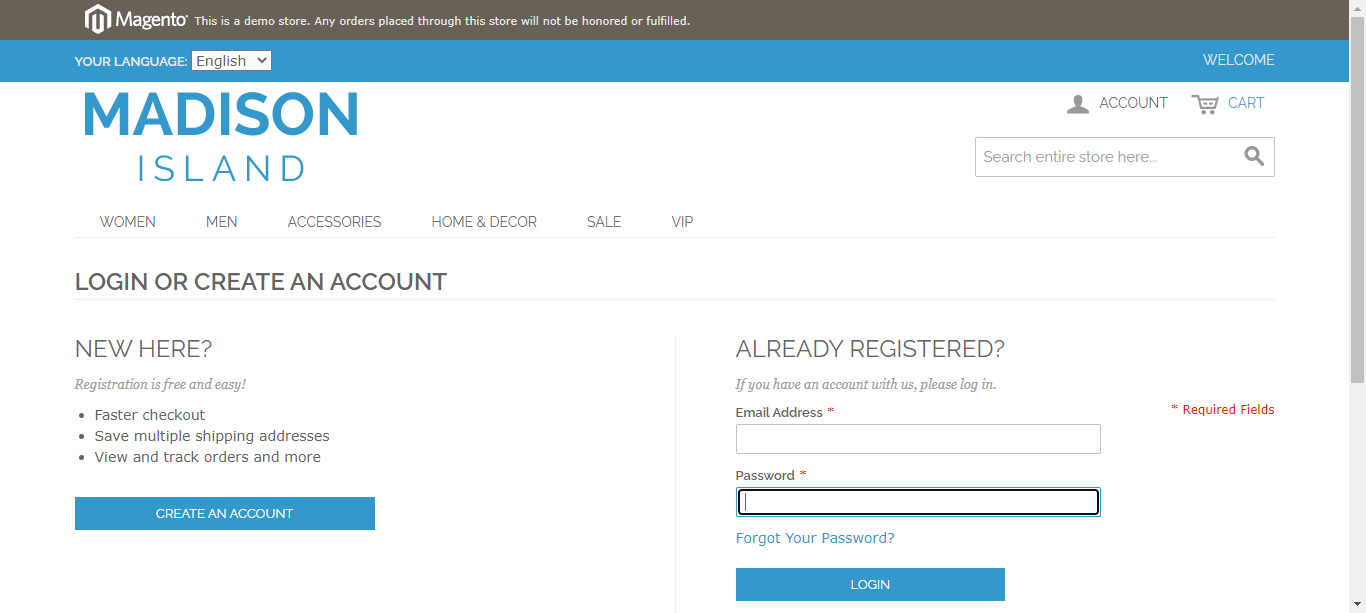 Magento This is a demo store. Any orders placed through this store will not be honored or fulfilled.
YOUR LANGUAGE: English WELCOME
MADISON
ISLAND
ACCOUNT CART
Search entire store here...
WOMEN MEN ACCESSORIES HOME & DECOR SALE VIP
LOGIN OR CREATE AN ACCOUNT
NEW HERE?
Registration is free and easy!
Faster checkout
Save multiple shipping addresses
View and track orders and more
CREATE AN ACCOUNT
ALREADY REGISTERED?
If you have an account with us, please log in.
Email Address *
* Required Fields
Password *
Forgot Your Password?
LOGIN